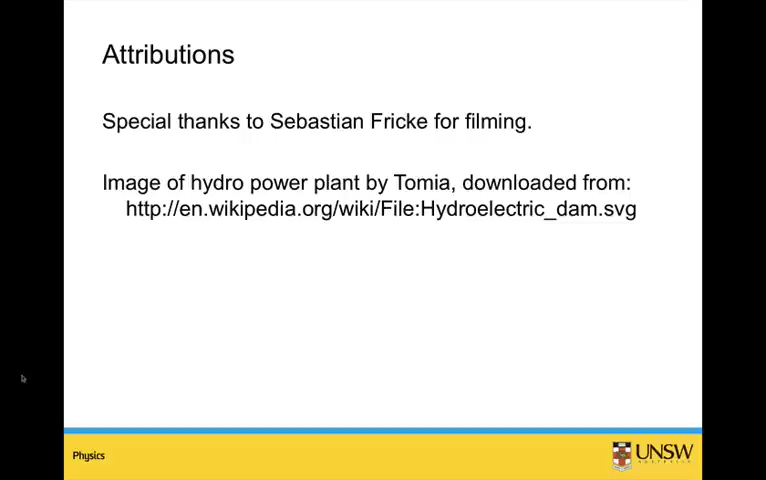 Attributions
Special thanks to Sebastian Fricke for filming.
Image of hydro power plant by Tomia, downloaded from:
http://en.wikipedia.org/wiki/File:Hydroelectric_dam.svg
Physics
UNSW
AUSTRALIA